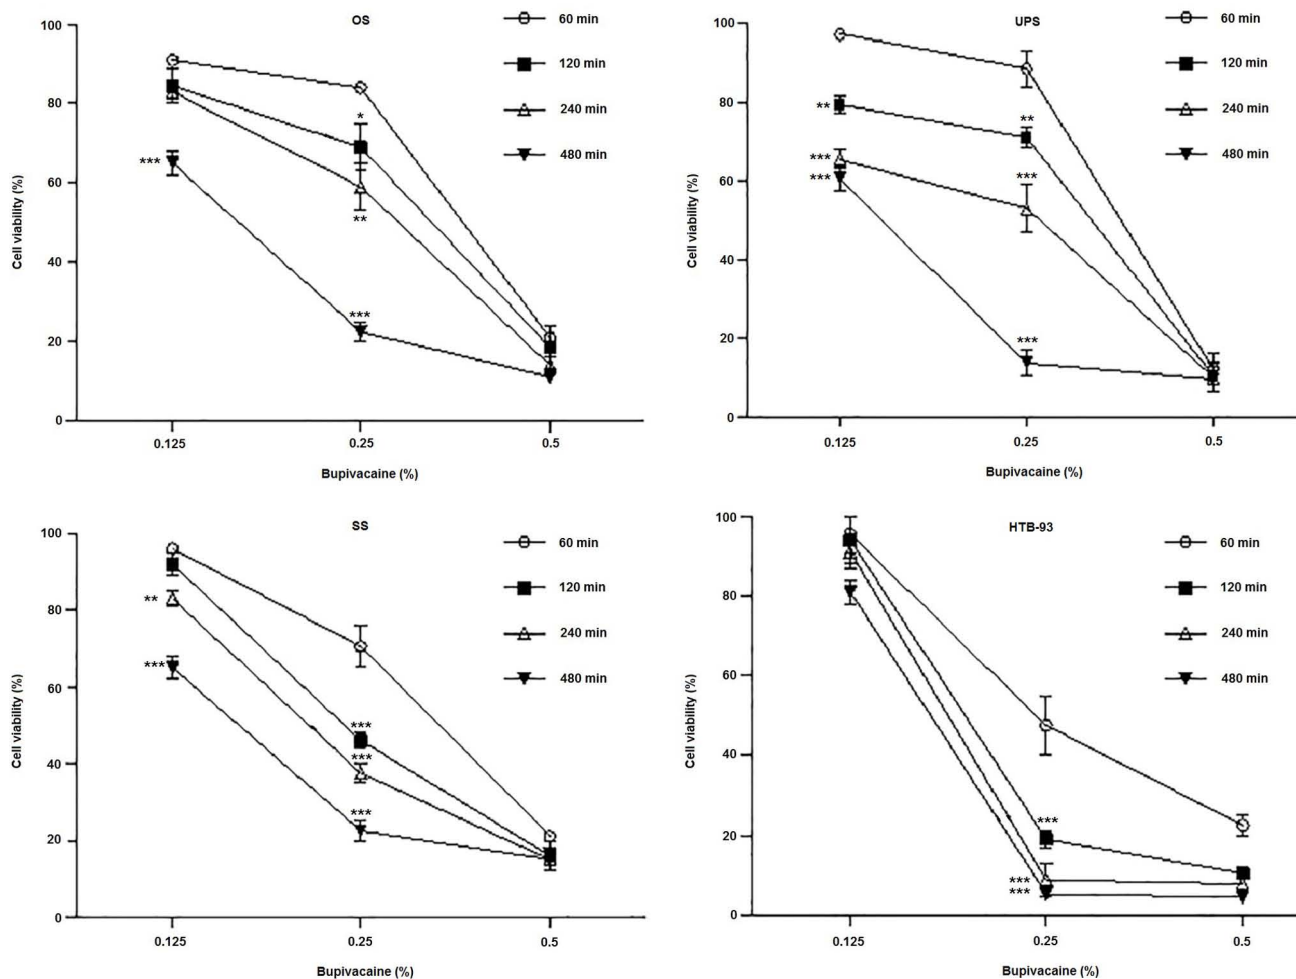 OS
100
80
60
40
20
0
Cell viability (%)
60 min
120 min
240 min
480 min
*
**
***
***
0.125
0.25
0.5
Bupivacaine (%)
UPS
100
80
60
40
20
0
Cell viability (%)
60 min
120 min
240 min
480 min
**
**
***
***
***
***
0.125
0.25
0.5
Bupivacaine (%)
SS
100
80
60
40
20
0
Cell viability (%)
60 min
120 min
240 min
480 min
**
***
***
***
***
0.125
0.25
0.5
Bupivacaine (%)
HTB-93
100
80
60
40
20
0
Cell viability (%)
60 min
120 min
240 min
480 min
***
***
***
0.125
0.25
0.5
Bupivacaine (%)